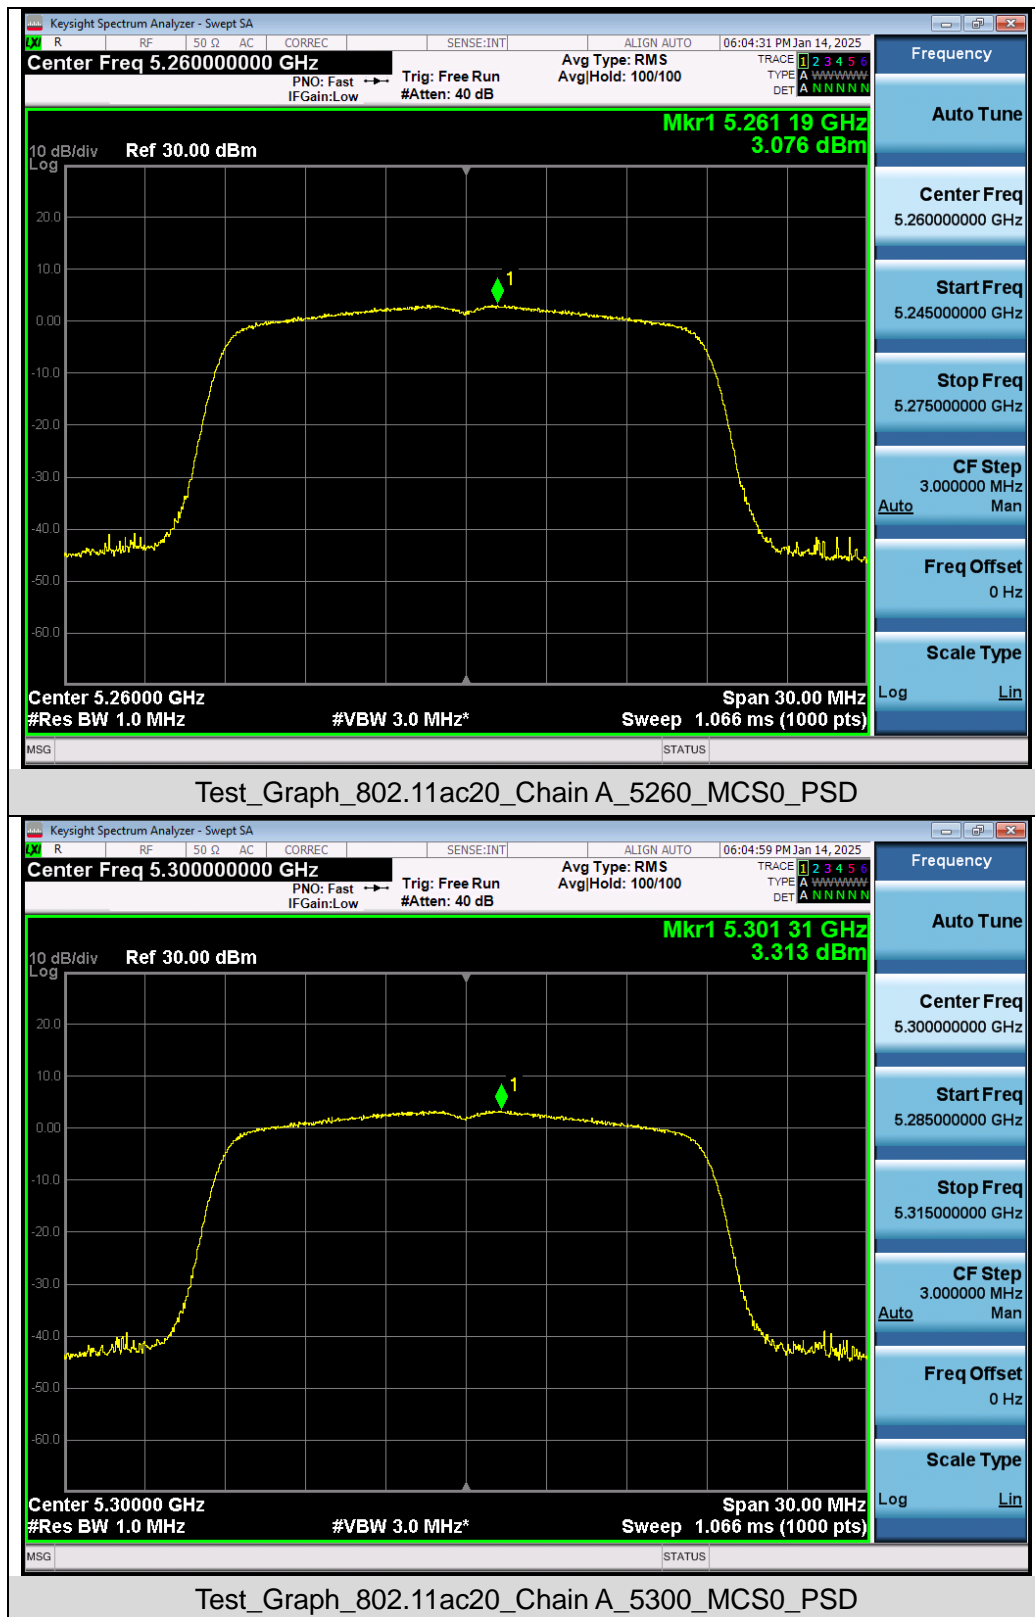 Keysight Spectrum Analyzer - Swept SA
LXI R RF 50 Ω AC CORREC SENSE:INT ALIGN AUTO 06:04:31 PM Jan 14, 2025
Center Freq 5.260000000 GHz
PNO: Fast
IFGain:Low
Trig: Free Run
#Atten: 40 dB
Avg Type: RMS
Avg|Hold: 100/100
TRACE 1 2 3 4 5 6
TYPE A WWWWW
DET A N N N N N
Mkr1 5.261 19 GHz
3.076 dBm
10 dB/div Ref 30.00 dBm
Log
20.0
10.0
1
0.00
-10.0
-20.0
-30.0
-40.0
-50.0
-60.0
Center 5.26000 GHz Span 30.00 MHz
#Res BW 1.0 MHz #VBW 3.0 MHz* Sweep 1.066 ms (1000 pts)
MSG STATUS
Frequency
Auto Tune
Center Freq
5.260000000 GHz
Start Freq
5.245000000 GHz
Stop Freq
5.275000000 GHz
CF Step
3.000000 MHz
Auto Man
Freq Offset
0 Hz
Scale Type
Log Lin
Test_Graph_802.11ac20_Chain A_5260_MCS0_PSD
Keysight Spectrum Analyzer - Swept SA
LXI R RF 50 Ω AC CORREC SENSE:INT ALIGN AUTO 06:04:59 PM Jan 14, 2025
Center Freq 5.300000000 GHz
PNO: Fast
IFGain:Low
Trig: Free Run
#Atten: 40 dB
Avg Type: RMS
Avg|Hold: 100/100
TRACE 1 2 3 4 5 6
TYPE A WWWWW
DET A N N N N N
Mkr1 5.301 31 GHz
3.313 dBm
10 dB/div Ref 30.00 dBm
Log
20.0
10.0
1
0.00
-10.0
-20.0
-30.0
-40.0
-50.0
-60.0
Center 5.30000 GHz Span 30.00 MHz
#Res BW 1.0 MHz #VBW 3.0 MHz* Sweep 1.066 ms (1000 pts)
MSG STATUS
Frequency
Auto Tune
Center Freq
5.300000000 GHz
Start Freq
5.285000000 GHz
Stop Freq
5.315000000 GHz
CF Step
3.000000 MHz
Auto Man
Freq Offset
0 Hz
Scale Type
Log Lin
Test_Graph_802.11ac20_Chain A_5300_MCS0_PSD